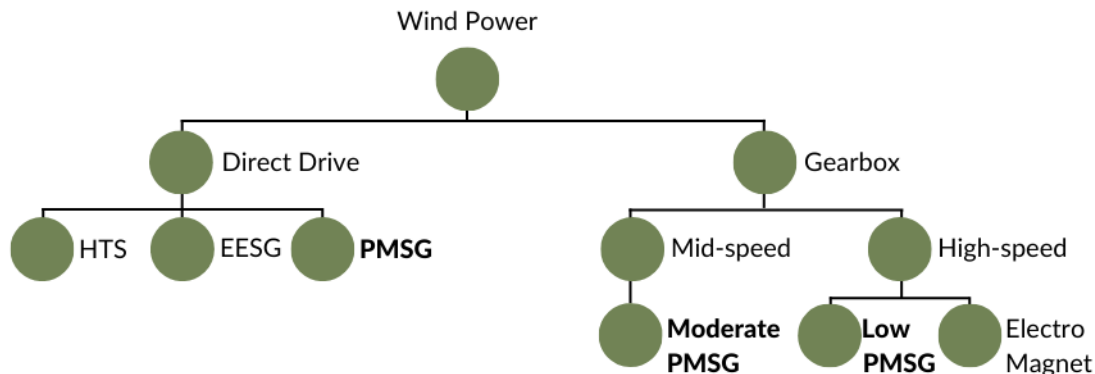 Wind Power
Direct Drive
Gearbox
HTS
EESG
PMSG
Mid-speed
High-speed
Moderate
PMSG
Low
PMSG
Electro
Magnet